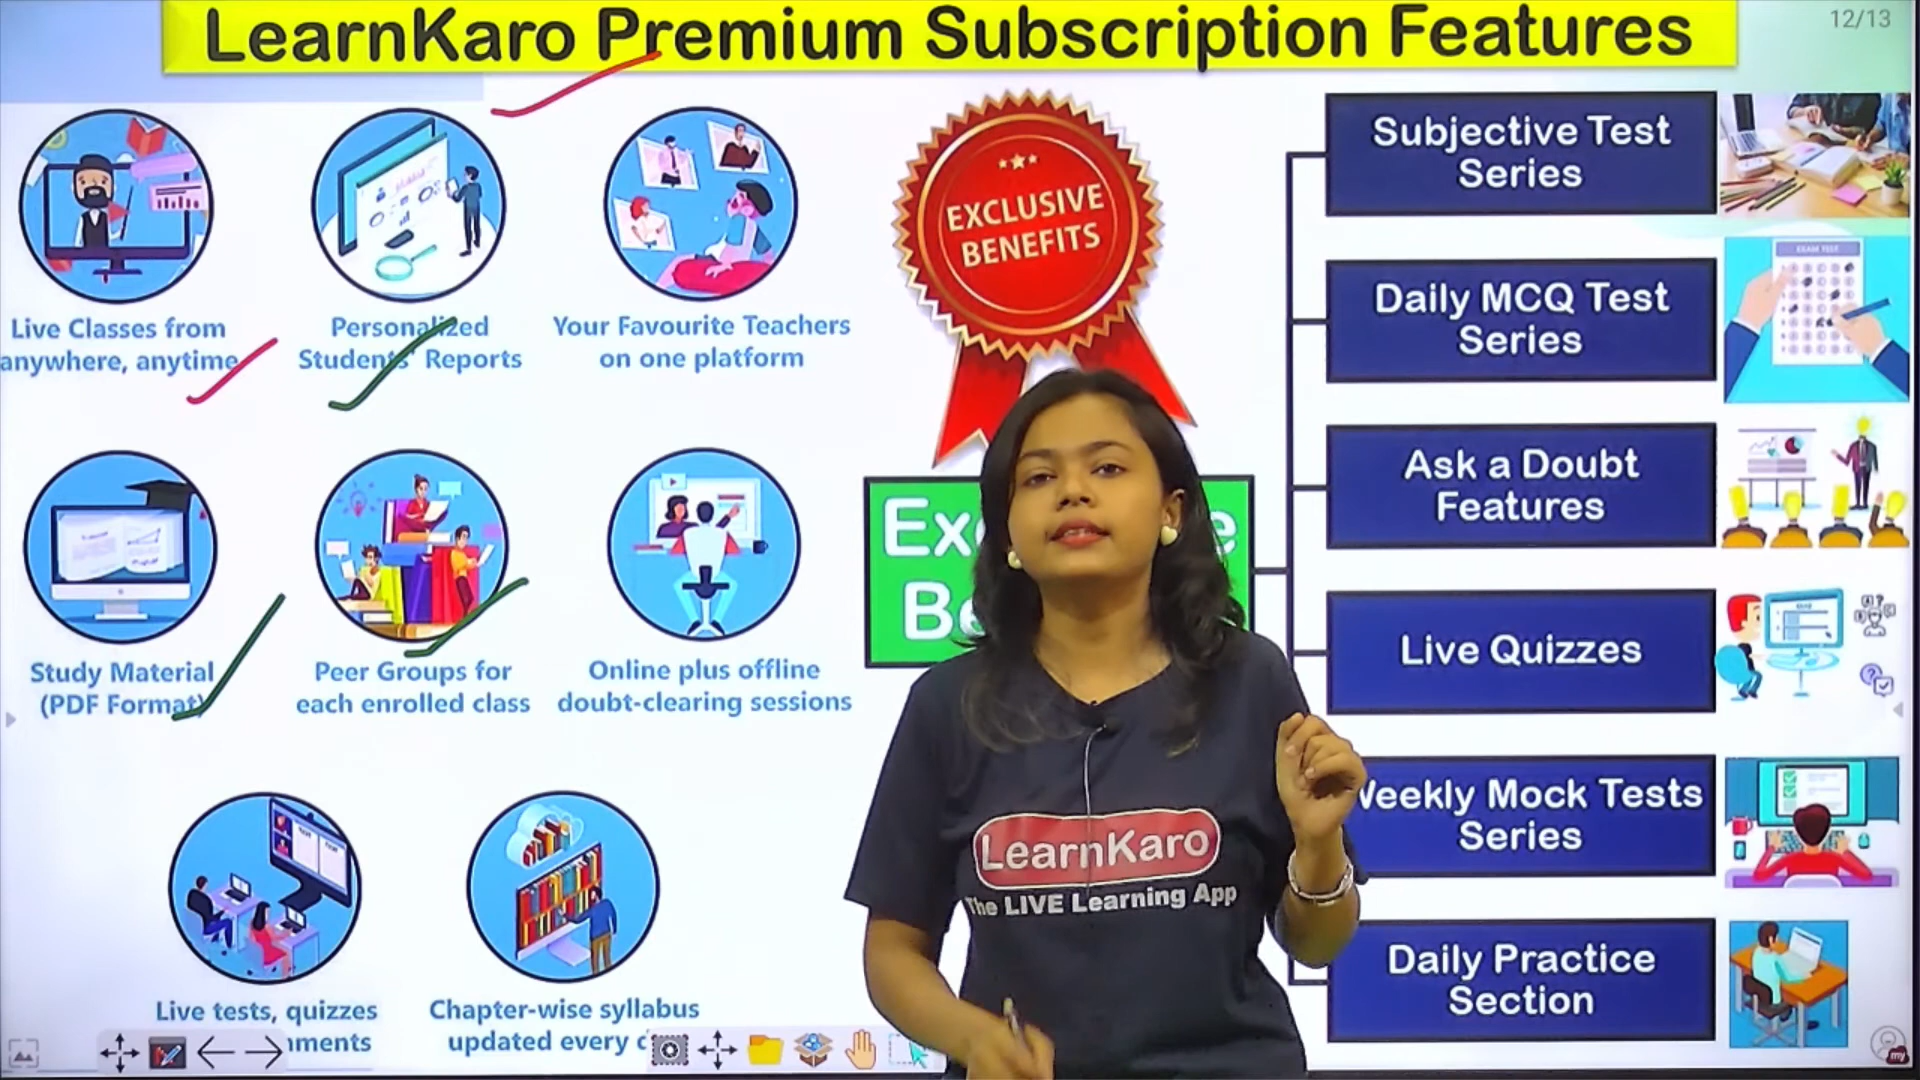 LearnKaro Premium Subscription Features
12/13
Live Classes from
anywhere, anytime
Personalized
Students' Reports
Your Favourite Teachers
on one platform
Study Material
(PDF Format)
Peer Groups for
each enrolled class
Online plus offline
doubt-clearing sessions
Live tests, quizzes
Chapter-wise syllabus
updated every
EXCLUSIVE
BENEFITS
Subjective Test
Series
Daily MCQ Test
Series
EXAM TEST
Ask a Doubt
Features
Live Quizzes
Weekly Mock Tests
Series
Daily Practice
Section
LearnKaro
The LIVE Learning App
my